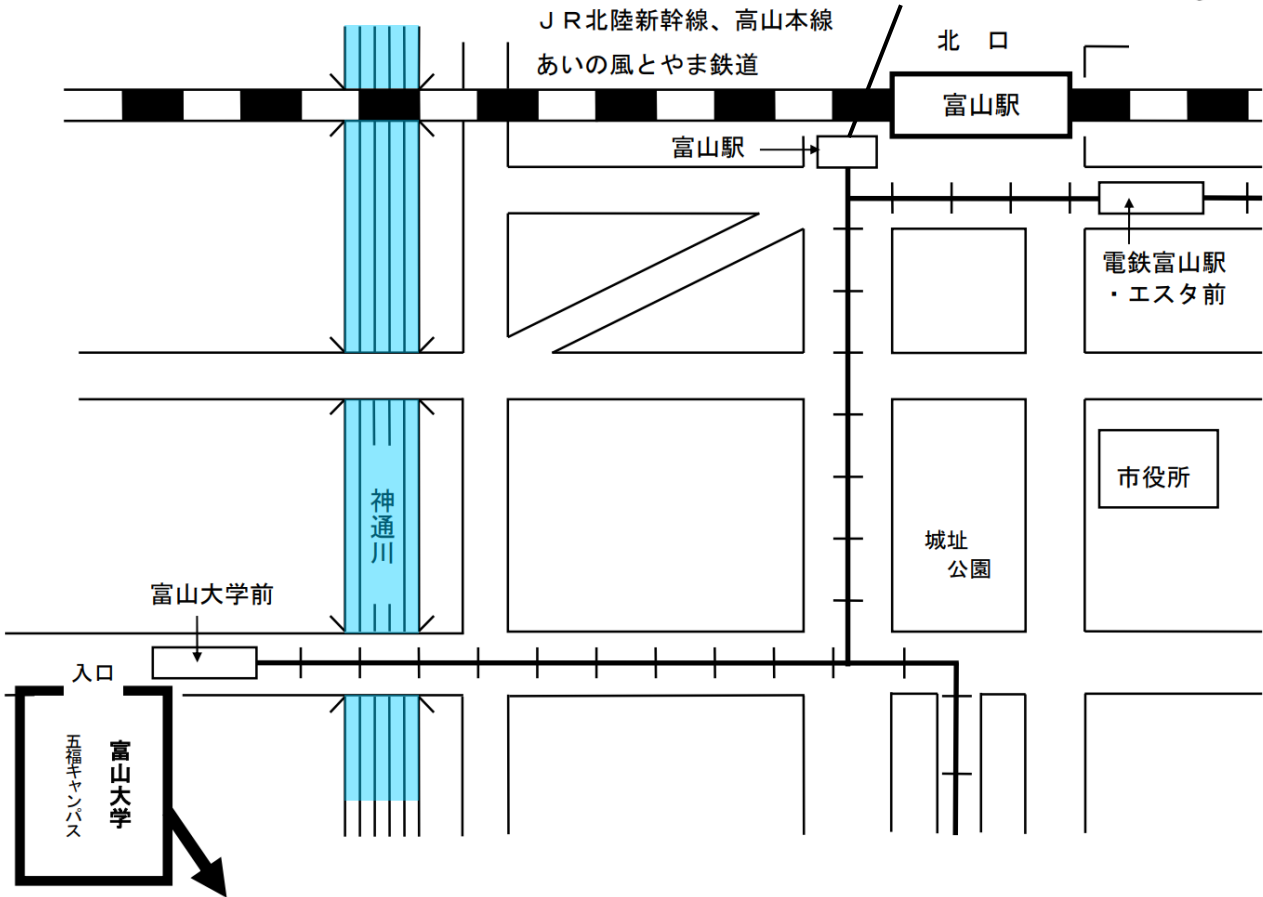 ＪＲ北陸新幹線、高山本線
あいの風とやま鉄道
北　口
富山駅
富山駅
電鉄富山駅
・エスタ前
市役所
城址
公園
神通川
富山大学前
入口
富山大学
五福キャンパス